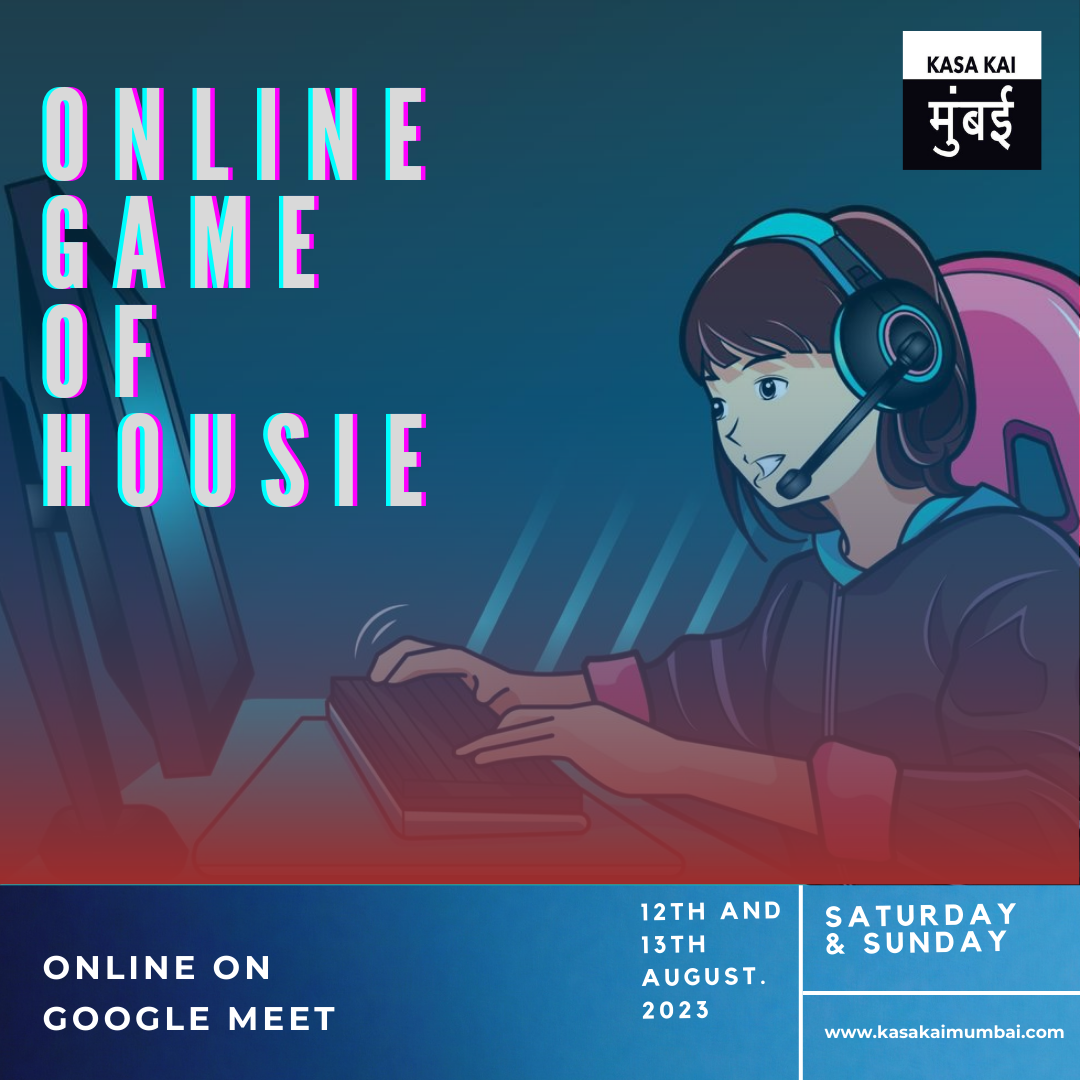 KASA KAI
मुंबई
ONLINE
GAME
OF
HOUSIE
ONLINE ON
GOOGLE MEET
12TH AND
13TH
AUGUST.
2023
SATURDAY
& SUNDAY
www.kasakaimumbai.com